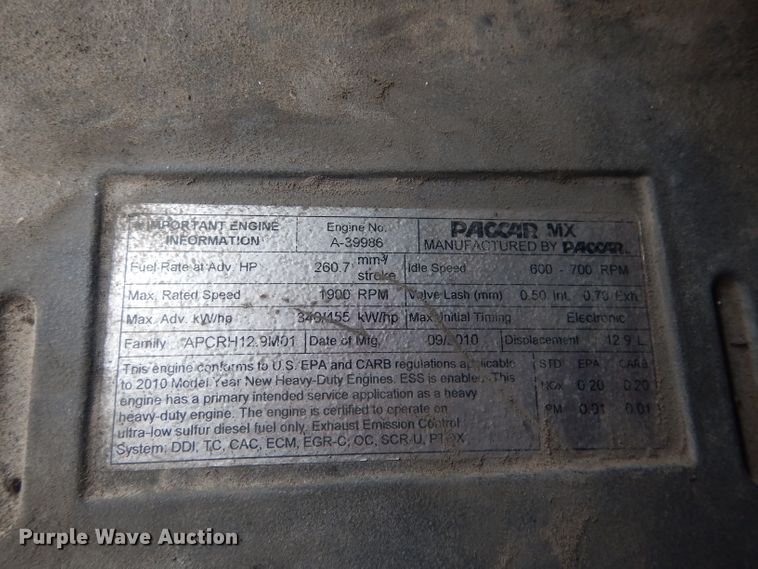 IMPORTANT ENGINE INFORMATION
Engine No. A-39986
PACCAR MX
MANUFACTURED BY PACCAR
Fuel Rate at Adv. HP 260.7 mm³/stroke Idle Speed 600 - 700 RPM
Max. Rated Speed 1900 RPM Valve Lash (mm) 0.50 Int. Exh.
Max. Adv. kW/hp kW/hp Max Initial Timing Electronic
Family APCRH12.9M01 Date of Mfg. 09/2010 Displacement 12.9 L
This engine conforms to U.S. EPA and CARB regulations applicable STD EPA CARB
to 2010 Model Year New Heavy-Duty Engines. ESS is enabled. This
engine has a primary intended service application as a heavy NOx 0.20 0.20
heavy-duty engine. The engine is certified to operate on
ultra-low sulfur diesel fuel only. Exhaust Emission Control PM 0.01 0.01
System: DDI, TC, CAC, ECM, EGR-C, OC, SCR-U, PTOX
Purple Wave Auction